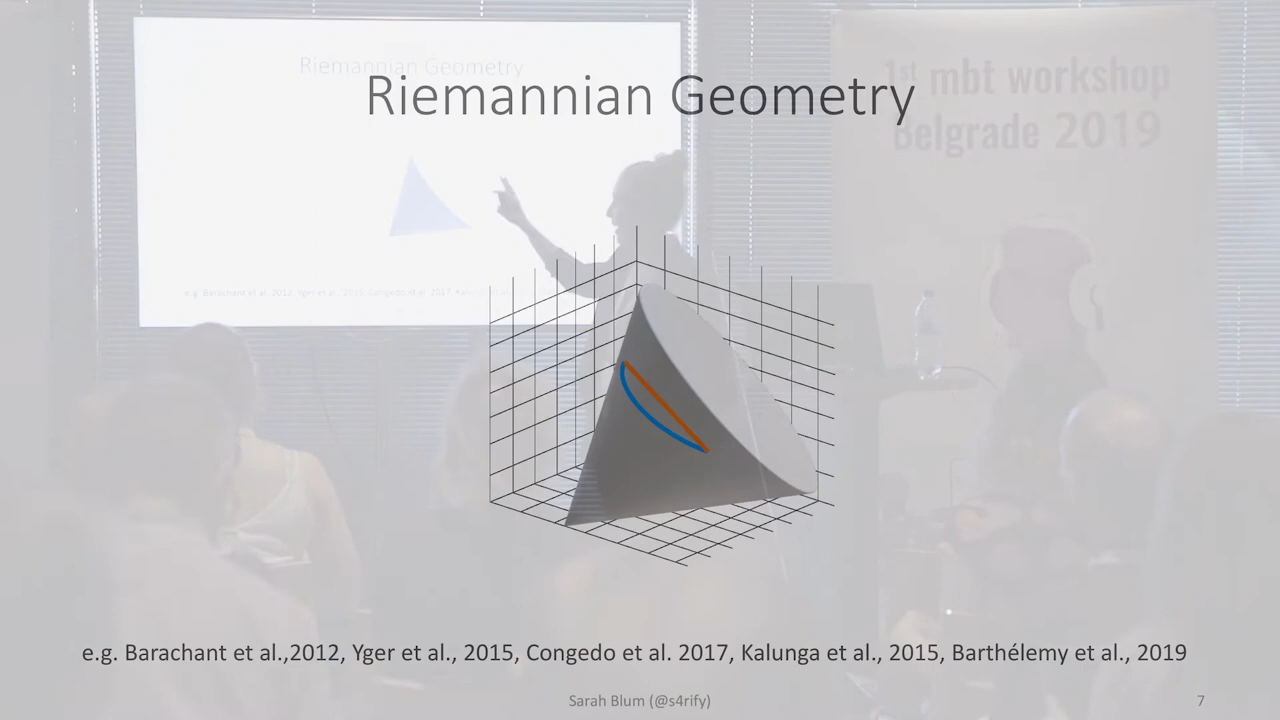 Riemannian Geometry
Riemannian Geometry
1st mbt workshop
Belgrade 2019
e.g. Barachant et al.,2012, Yger et al., 2015, Congedo et al. 2017, Kalunga et al., 2015, Barthélemy et al., 2019
Sarah Blum (@s4rify)
7